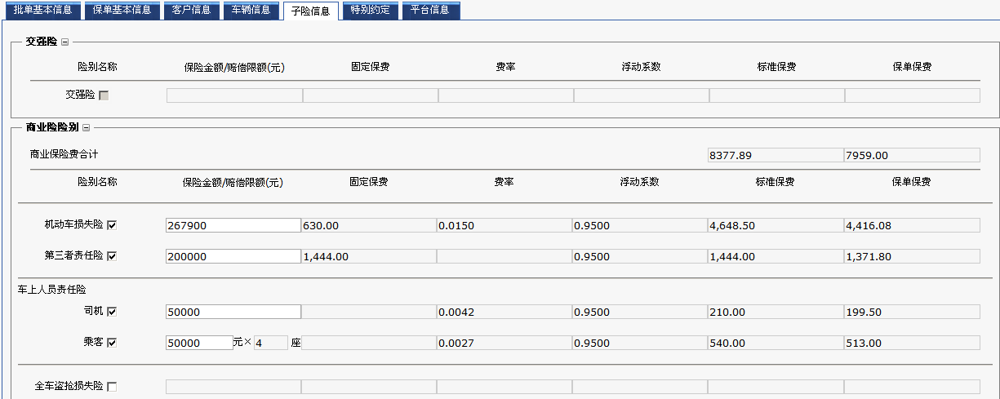 批单基本信息 保单基本信息 客户信息 车辆信息 子险信息 特别约定 平台信息
交强险
险别名称 保险金额/赔偿限额(元) 固定保费 费率 浮动系数 标准保费 保单保费
交强险
商业险险别
商业保险费合计 8377.89 7959.00
险别名称 保险金额/赔偿限额(元) 固定保费 费率 浮动系数 标准保费 保单保费
机动车损失险 267900 630.00 0.0150 0.9500 4,648.50 4,416.08
第三者责任险 200000 1,444.00 0.9500 1,444.00 1,371.80
车上人员责任险
司机 50000 0.0042 0.9500 210.00 199.50
乘客 50000 元× 4 座 0.0027 0.9500 540.00 513.00
全车盗抢损失险